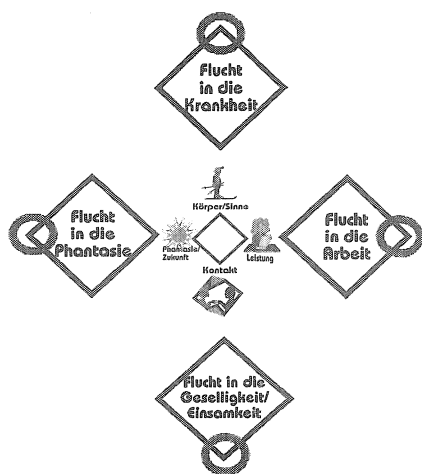 Flucht
in die
Krankheit
Körper/Sinne
Flucht
in die
Phantasie
Phantasie/
Zukunft
Leistung
Flucht
in die
Arbeit
Kontakt
Flucht in die
Geselligkeit/
Einsamkeit